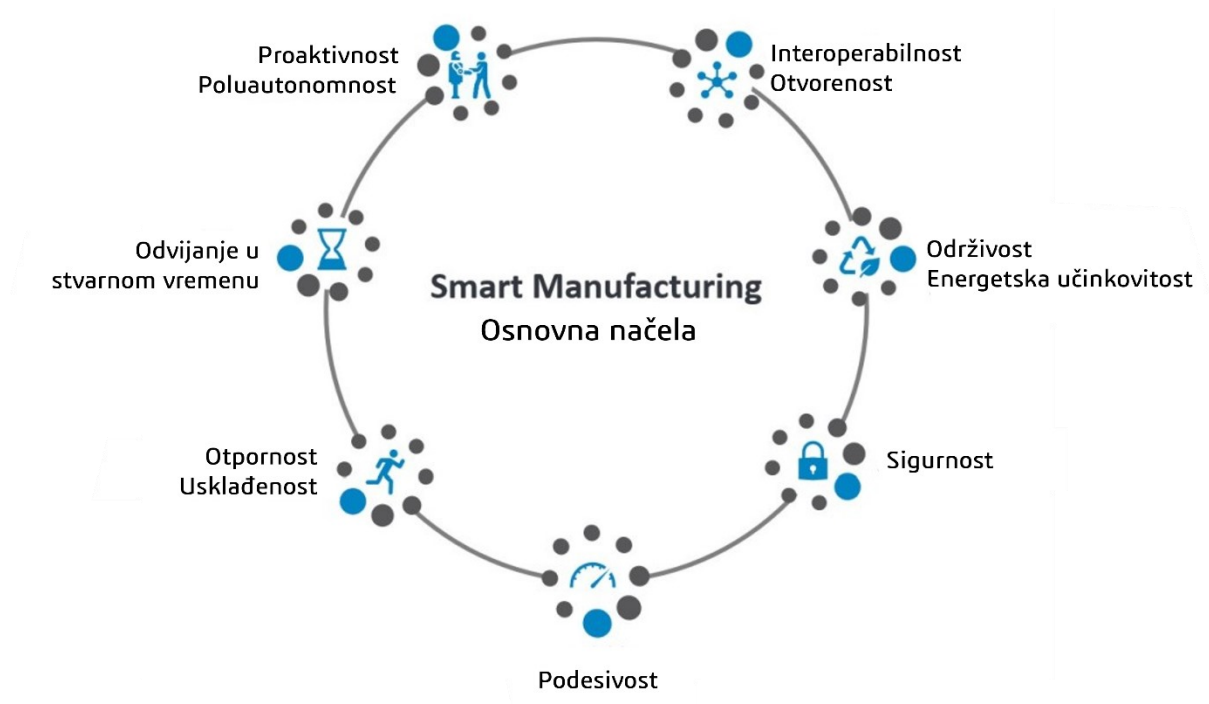 Proaktivnost
Poluautonomnost
Interoperabilnost
Otvorenost
Odvijanje u
stvarnom vremenu
Održivost
Energetska učinkovitost
Smart Manufacturing
Osnovna načela
Otpornost
Usklađenost
Sigurnost
Podesivost